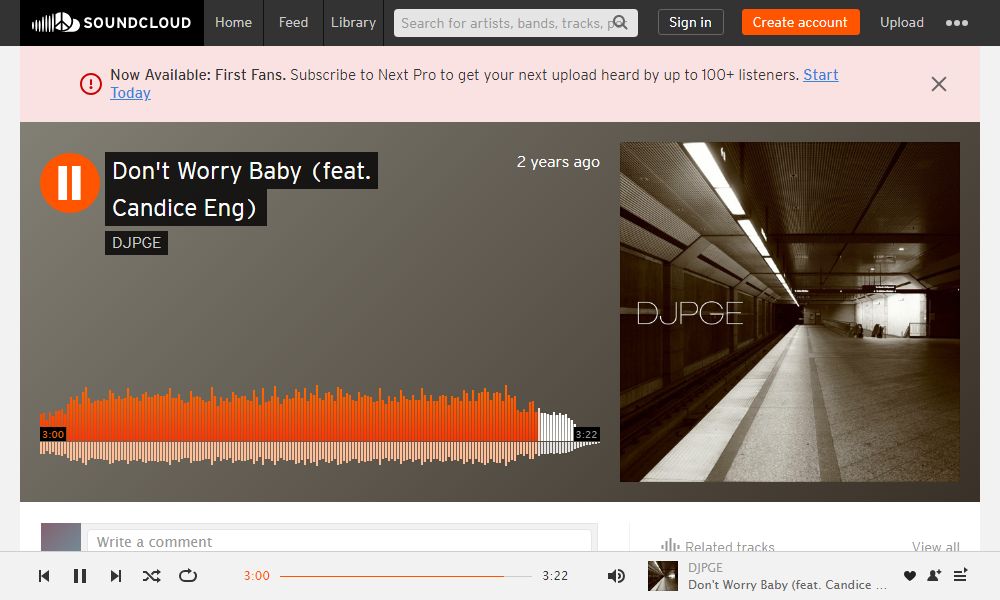 SOUNDCLOUD
Home
Feed
Library
Search for artists, bands, tracks,
Sign in
Create account
Upload
Now Available: First Fans. Subscribe to Next Pro to get your next upload heard by up to 100+ listeners. Start
Today
Don't Worry Baby (feat.
Candice Eng)
DJPGE
2 years ago
DJPGE
3:00
3:22
Write a comment
Related tracks
View all
3:00
3:22
DJPGE
Don't Worry Baby (feat. Candice ...